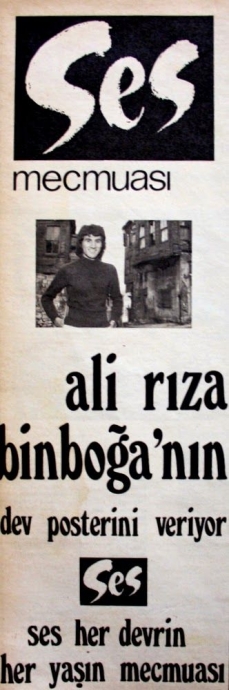 Ses
mecmuası
ali rıza
binboğa'nın
dev posterini veriyor
Ses
ses her devrin
her yaşın mecmuası